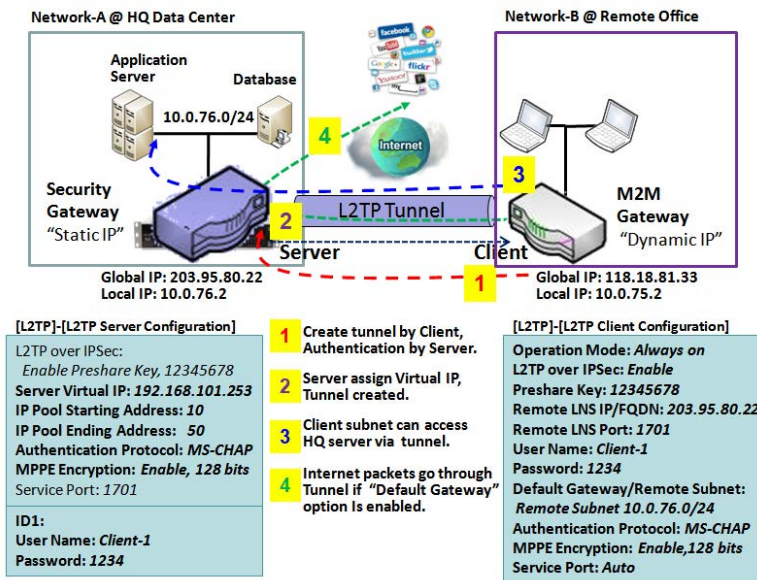 Network-A @ HQ Data Center
Network-B @ Remote Office
facebook
YouTube
twitter
Google+
flickr
YAHOO!
my
Application
Server
Database
10.0.76.0/24
4
Internet
3
Security
Gateway
"Static IP"
2
L2TP Tunnel
M2M
Gateway
"Dynamic IP"
Server
Client
1
Global IP: 203.95.80.22
Local IP: 10.0.76.2
Global IP: 118.18.81.33
Local IP: 10.0.75.2
[L2TP]-[L2TP Server Configuration]
L2TP over IPSec:
Enable Preshare Key, 12345678
Server Virtual IP: 192.168.101.253
IP Pool Starting Address: 10
IP Pool Ending Address: 50
Authentication Protocol: MS-CHAP
MPPE Encryption: Enable, 128 bits
Service Port: 1701
ID1:
User Name: Client-1
Password: 1234
1 Create tunnel by Client,
Authentication by Server.
2 Server assign Virtual IP,
Tunnel created.
3 Client subnet can access
HQ server via tunnel.
4 Internet packets go through
Tunnel if "Default Gateway"
option Is enabled.
[L2TP]-[L2TP Client Configuration]
Operation Mode: Always on
L2TP over IPSec: Enable
Preshare Key: 12345678
Remote LNS IP/FQDN: 203.95.80.22
Remote LNS Port: 1701
User Name: Client-1
Password: 1234
Default Gateway/Remote Subnet:
Remote Subnet 10.0.76.0/24
Authentication Protocol: MS-CHAP
MPPE Encryption: Enable,128 bits
Service Port: Auto